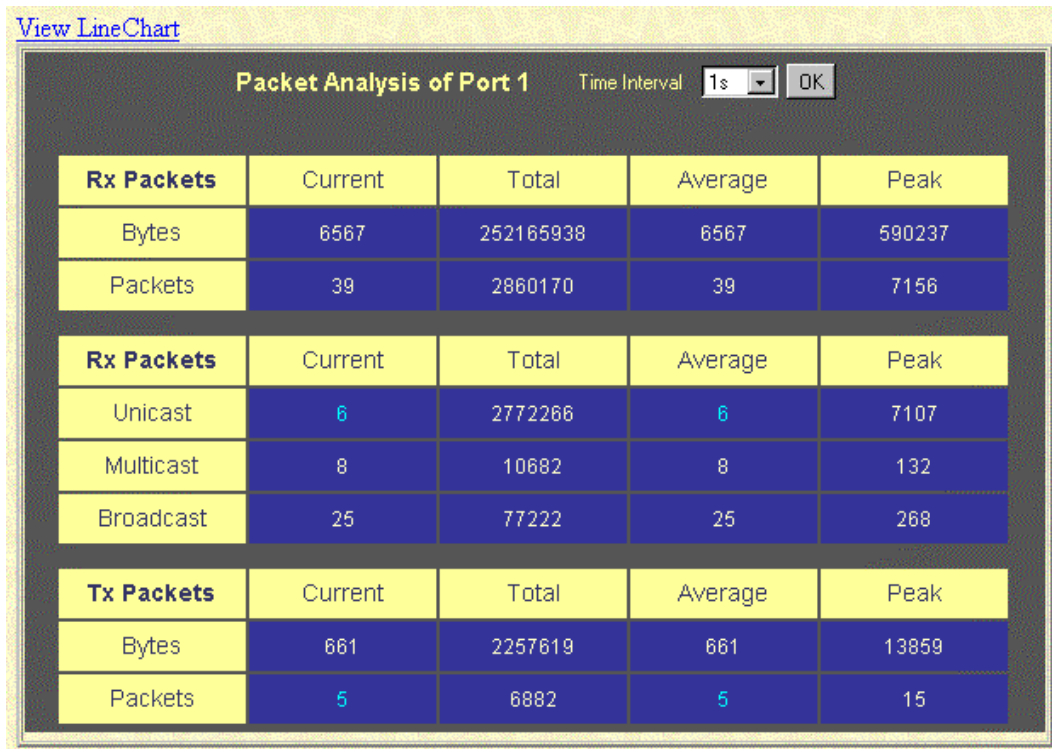 View LineChart
Packet Analysis of Port 1 Time Interval 1s OK
Rx Packets Current Total Average Peak
Bytes 6567 252165938 6567 590237
Packets 39 2860170 39 7156
Rx Packets Current Total Average Peak
Unicast 6 2772266 6 7107
Multicast 8 10682 8 132
Broadcast 25 77222 25 268
Tx Packets Current Total Average Peak
Bytes 661 2257619 661 13859
Packets 5 6882 5 15